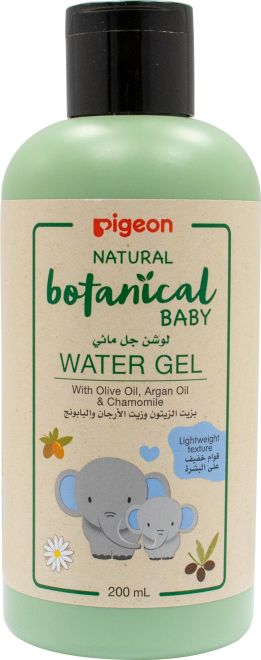 pigeon
NATURAL
botanical
BABY
لوشن جل مائي
WATER GEL
With Olive Oil, Argan Oil
& Chamomile
بزيت الزيتون وزيت الأرجان والبابونج
Lightweight
texture
قوام خفيف
على البشرة
200 mL